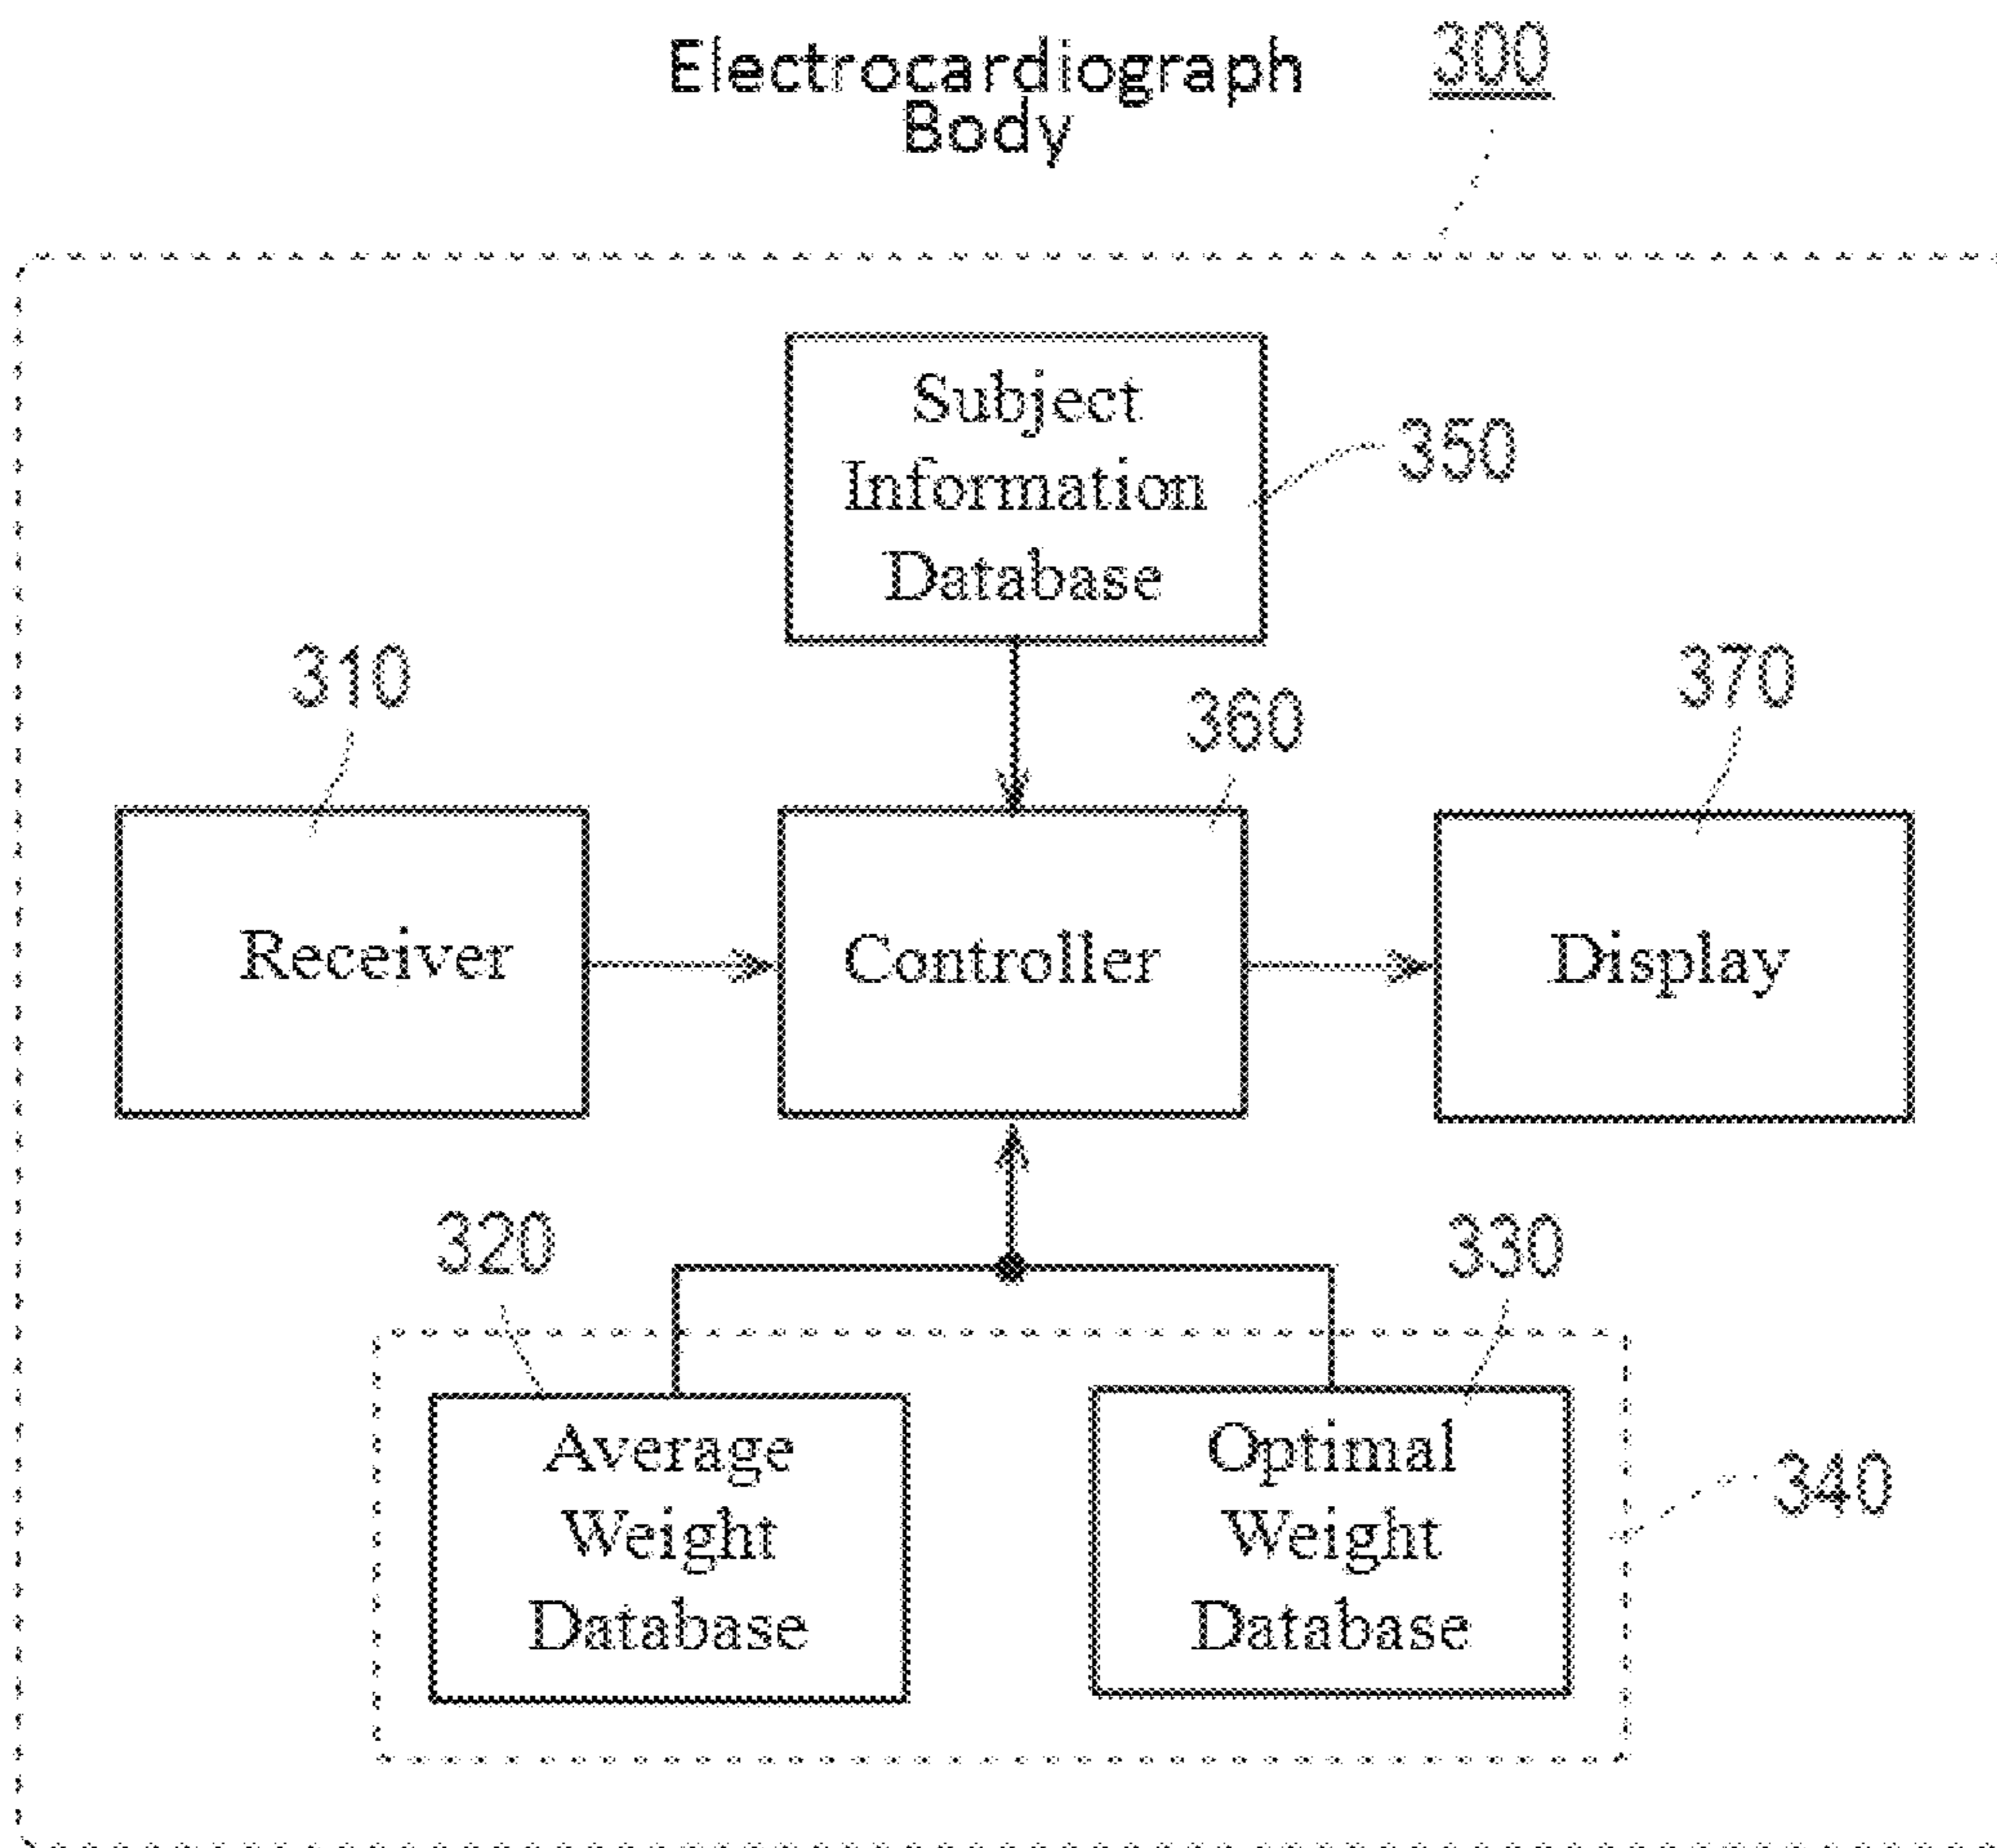 Electrocardiograph
Body
300
Subject
Information
Database
350
310
360
370
Receiver
Controller
Display
320
330
Average
Weight
Database
Optimal
Weight
Database
340